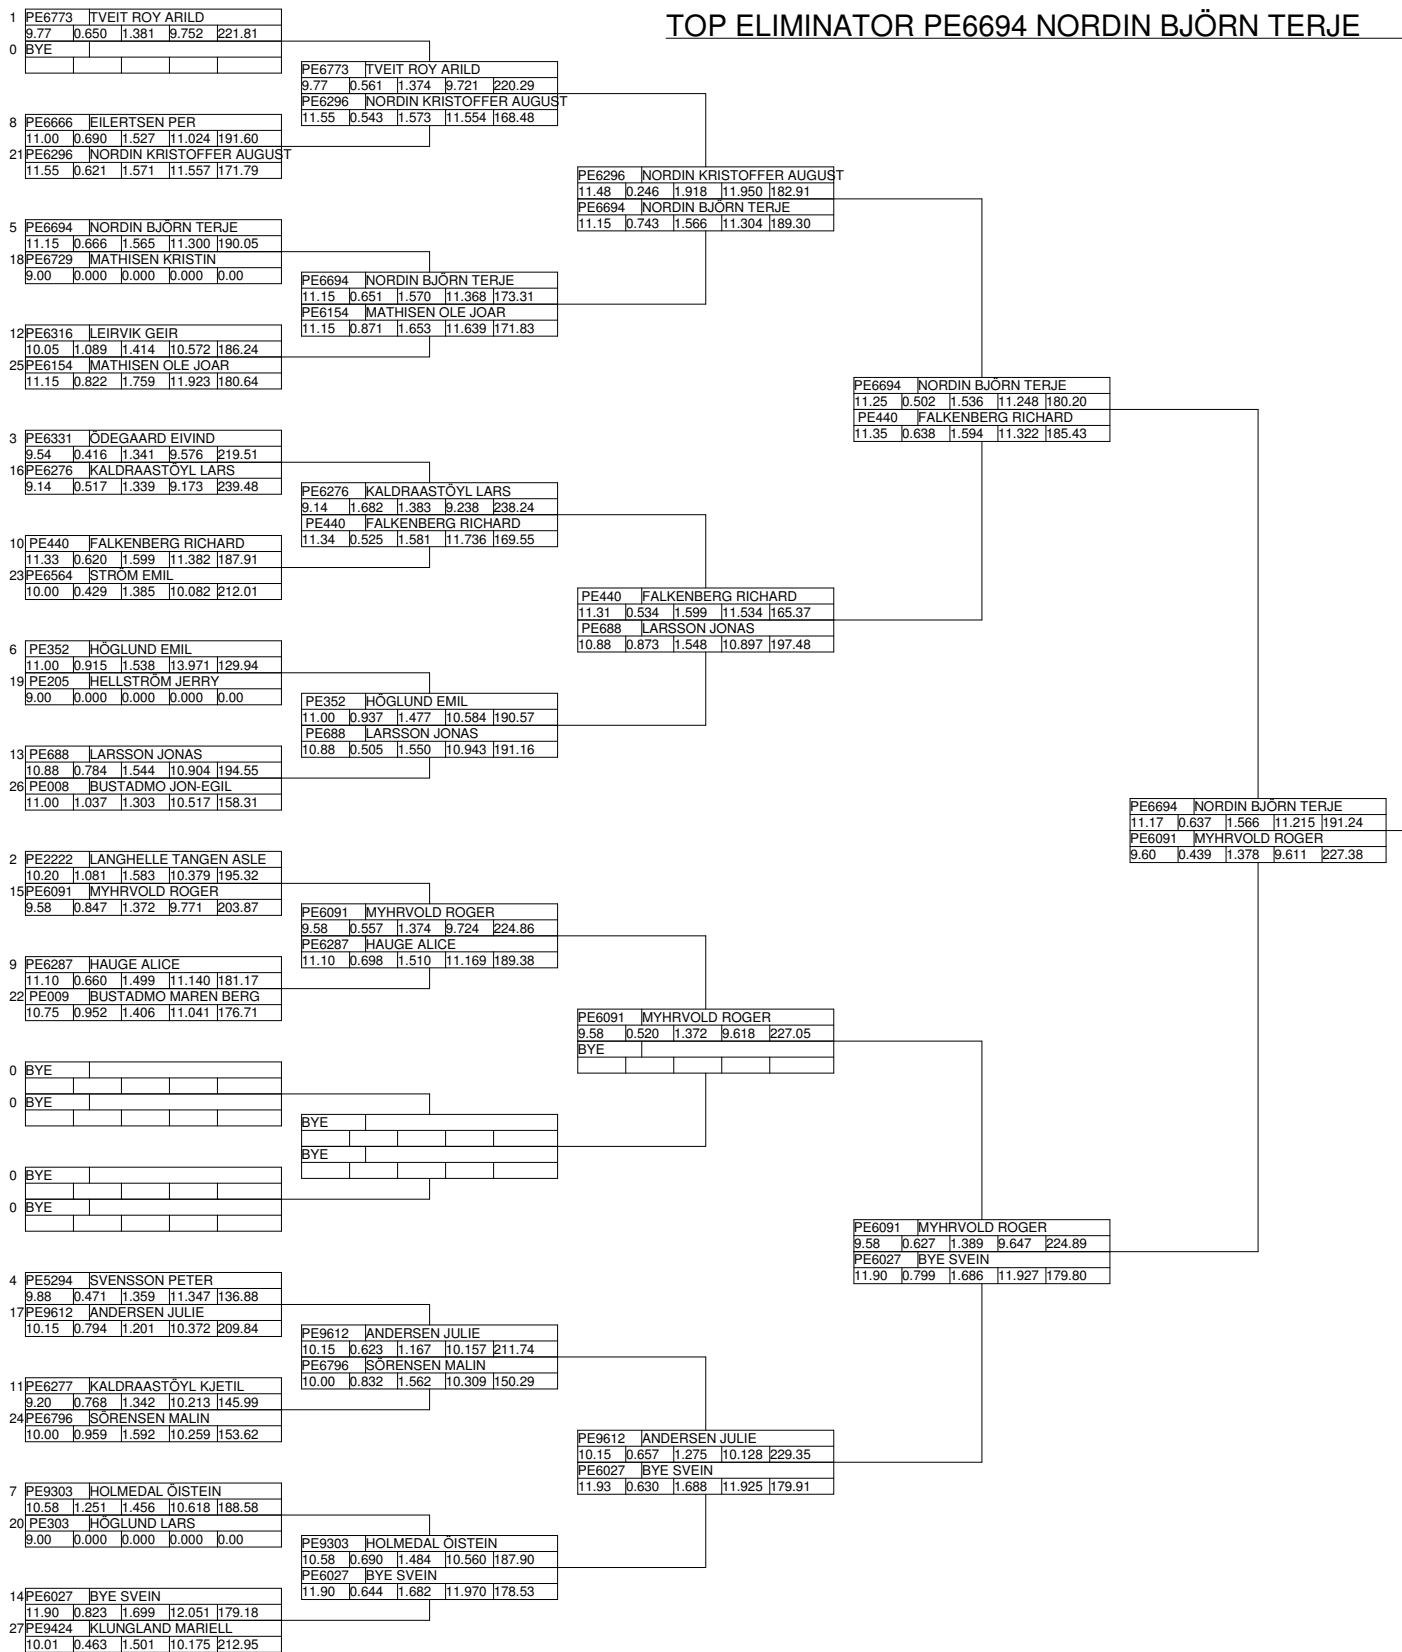 TOP ELIMINATOR PE6694 NORDIN BJÖRN TERJE
1 PE6773 TVEIT ROY ARILD
9.77 0.650 1.381 9.752 221.81
0 BYE
8 PE6666 EILERTSEN PER
11.00 0.690 1.527 11.024 191.60
21 PE6296 NORDIN KRISTOFFER AUGUST
11.55 0.621 1.571 11.557 171.79
5 PE6694 NORDIN BJÖRN TERJE
11.15 0.666 1.565 11.300 190.05
18 PE6729 MATHISEN KRISTIN
9.00 0.000 0.000 0.000 0.00
12 PE6316 LEIRVIK GEIR
10.05 1.089 1.414 10.572 186.24
25 PE6154 MATHISEN OLE JOAR
11.15 0.822 1.759 11.923 180.64
3 PE6331 ÖDEGAARD EIVIND
9.54 0.416 1.341 9.576 219.51
16 PE6276 KALDRAASTÖYL LARS
9.14 0.517 1.339 9.173 239.48
10 PE440 FALKENBERG RICHARD
11.33 0.620 1.599 11.382 187.91
23 PE6564 STRÖM EMIL
10.00 0.429 1.385 10.082 212.01
6 PE352 HÖGLUND EMIL
11.00 0.915 1.538 13.971 129.94
19 PE205 HELLSTRÖM JERRY
9.00 0.000 0.000 0.000 0.00
13 PE688 LARSSON JONAS
10.88 0.784 1.544 10.904 194.55
26 PE008 BUSTADMO JON-EGIL
11.00 1.037 1.303 10.517 158.31
2 PE2222 LANGHELLE TANGEN ASLE
10.20 1.081 1.583 10.379 195.32
15 PE6091 MYHRVOLD ROGER
9.58 0.847 1.372 9.771 203.87
9 PE6287 HAUGE ALICE
11.10 0.660 1.499 11.140 181.17
22 PE009 BUSTADMO MAREN BERG
10.75 0.952 1.406 11.041 176.71
0 BYE
0 BYE
0 BYE
0 BYE
4 PE5294 SVENSSON PETER
9.88 0.471 1.359 11.347 136.88
17 PE9612 ANDERSEN JULIE
10.15 0.794 1.201 10.372 209.84
11 PE6277 KALDRAASTÖYL KJETIL
9.20 0.768 1.342 10.213 145.99
24 PE6796 SÖRENSEN MALIN
10.00 0.959 1.592 10.259 153.62
7 PE9303 HOLMEDAL ÖISTEIN
10.58 1.251 1.456 10.618 188.58
20 PE303 HÖGLUND LARS
9.00 0.000 0.000 0.000 0.00
14 PE6027 BYE SVEIN
11.90 0.823 1.699 12.051 179.18
27 PE9424 KLUNGLAND MARIELL
10.01 0.463 1.501 10.175 212.95
PE6773 TVEIT ROY ARILD
9.77 0.561 1.374 9.721 220.29
PE6296 NORDIN KRISTOFFER AUGUST
11.55 0.543 1.573 11.554 168.48
PE6694 NORDIN BJÖRN TERJE
11.15 0.651 1.570 11.368 173.31
PE6154 MATHISEN OLE JOAR
11.15 0.871 1.653 11.639 171.83
PE6276 KALDRAASTÖYL LARS
9.14 1.682 1.383 9.238 238.24
PE440 FALKENBERG RICHARD
11.34 0.525 1.581 11.736 169.55
PE352 HÖGLUND EMIL
11.00 0.937 1.477 10.584 190.57
PE688 LARSSON JONAS
10.88 0.505 1.550 10.943 191.16
PE6091 MYHRVOLD ROGER
9.58 0.557 1.374 9.724 224.86
PE6287 HAUGE ALICE
11.10 0.698 1.510 11.169 189.38
BYE
BYE
PE9612 ANDERSEN JULIE
10.15 0.623 1.167 10.157 211.74
PE6796 SÖRENSEN MALIN
10.00 0.832 1.562 10.309 150.29
PE9303 HOLMEDAL ÖISTEIN
10.58 0.690 1.484 10.560 187.90
PE6027 BYE SVEIN
11.90 0.644 1.682 11.970 178.53
PE6296 NORDIN KRISTOFFER AUGUST
11.48 0.246 1.918 11.950 182.91
PE6694 NORDIN BJÖRN TERJE
11.15 0.743 1.566 11.304 189.30
PE440 FALKENBERG RICHARD
11.31 0.534 1.599 11.534 165.37
PE688 LARSSON JONAS
10.88 0.873 1.548 10.897 197.48
PE6091 MYHRVOLD ROGER
9.58 0.520 1.372 9.618 227.05
BYE
PE9612 ANDERSEN JULIE
10.15 0.657 1.275 10.128 229.35
PE6027 BYE SVEIN
11.93 0.630 1.688 11.925 179.91
PE6694 NORDIN BJÖRN TERJE
11.25 0.502 1.536 11.248 180.20
PE440 FALKENBERG RICHARD
11.35 0.638 1.594 11.322 185.43
PE6091 MYHRVOLD ROGER
9.58 0.627 1.389 9.647 224.89
PE6027 BYE SVEIN
11.90 0.799 1.686 11.927 179.80
PE6694 NORDIN BJÖRN TERJE
11.17 0.637 1.566 11.215 191.24
PE6091 MYHRVOLD ROGER
9.60 0.439 1.378 9.611 227.38